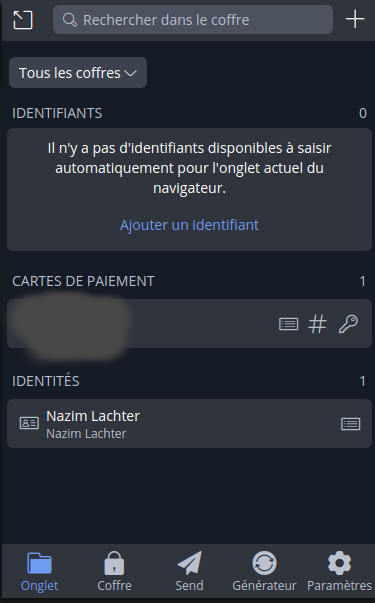 Rechercher dans le coffre
Tous les coffres
IDENTIFIANTS 0
Il n'y a pas d'identifiants disponibles à saisir
automatiquement pour l'onglet actuel du
navigateur.
Ajouter un identifiant
CARTES DE PAIEMENT 1
IDENTITÉS 1
Nazim Lachter
Nazim Lachter
Onglet Coffre Send Générateur Paramètres